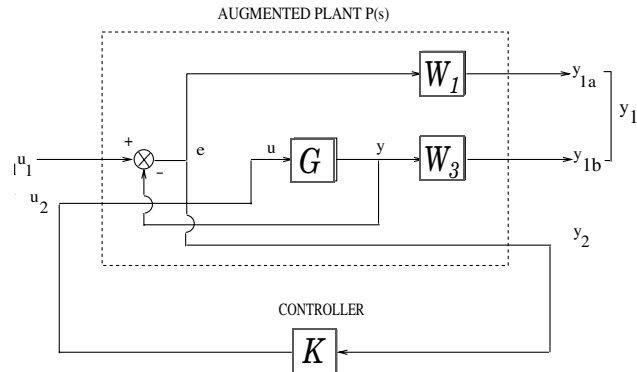 AUGMENTED PLANT P(s)
W1
y1a
y1
+
u1
e
u
G
y
W3
y1b
−
u2
y2
CONTROLLER
K